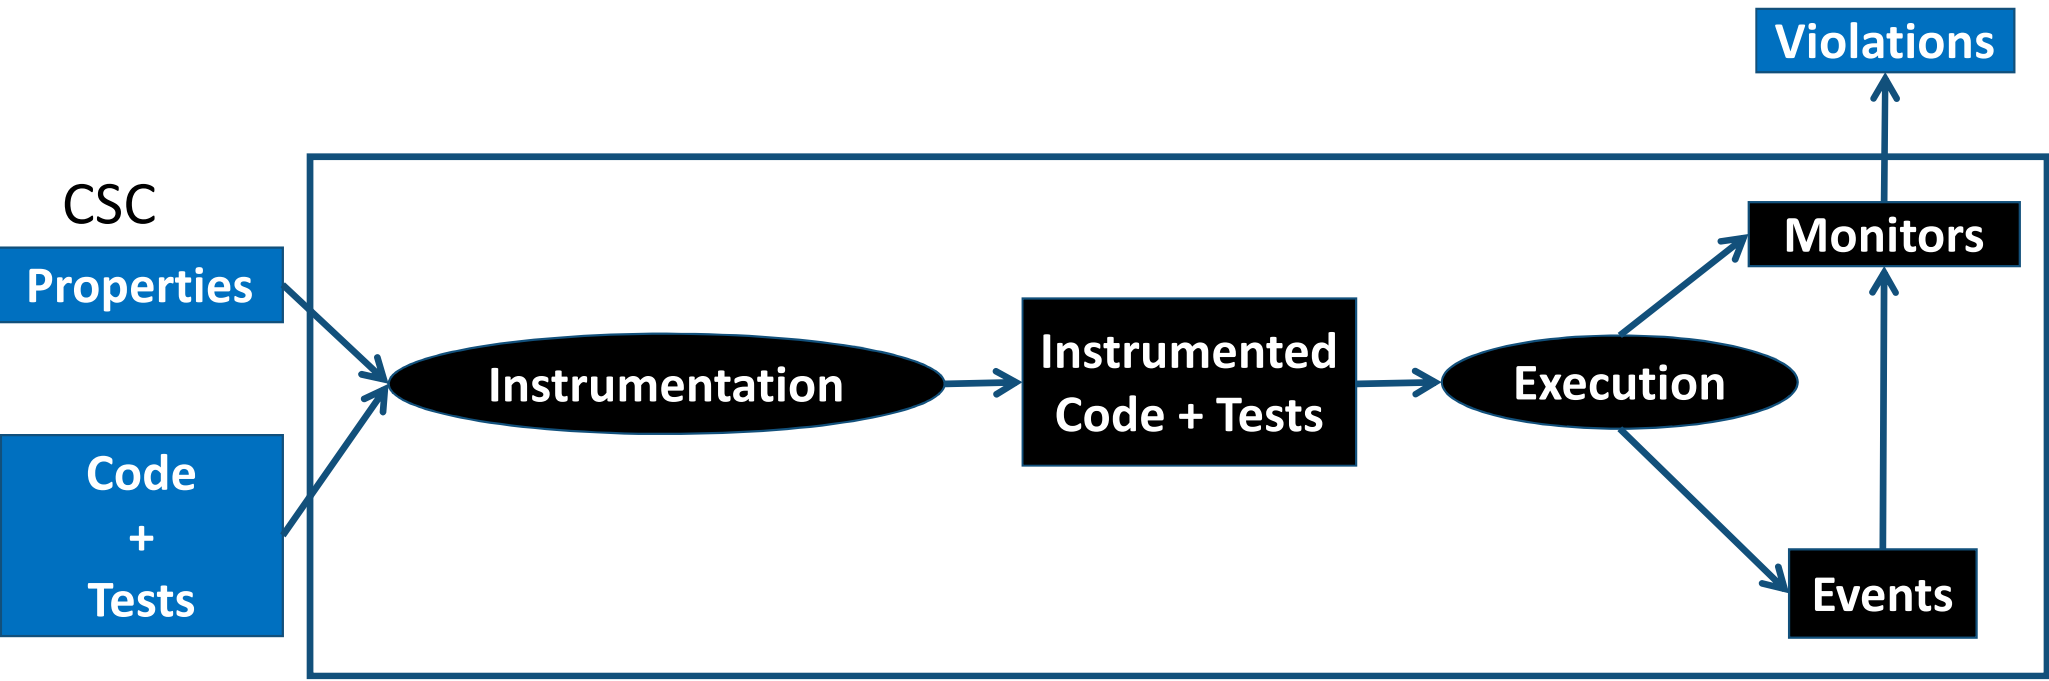 Violations
CSC
Properties
Monitors
Instrumentation
Instrumented
Code + Tests
Execution
Code
+
Tests
Events